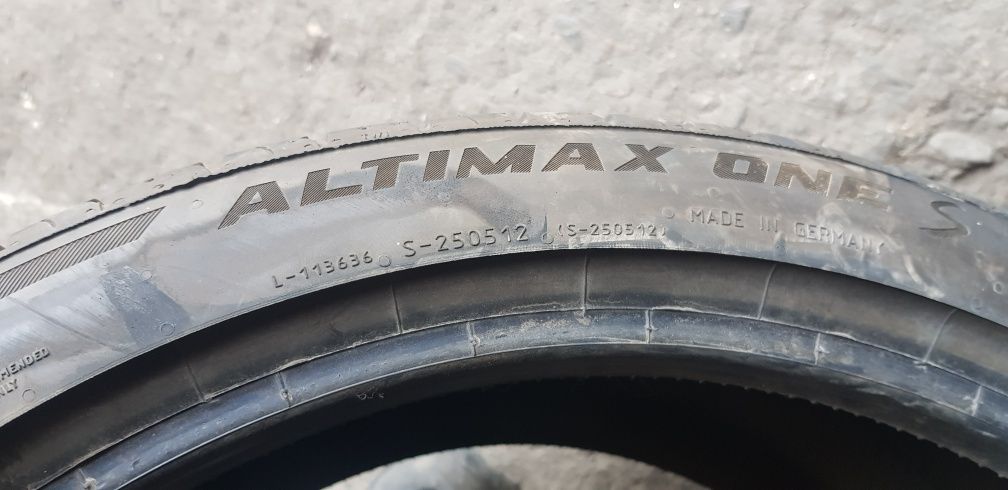 ALTIMAX ONE S
L-113636 S-250512 (S-250512) MADE IN GERMANY